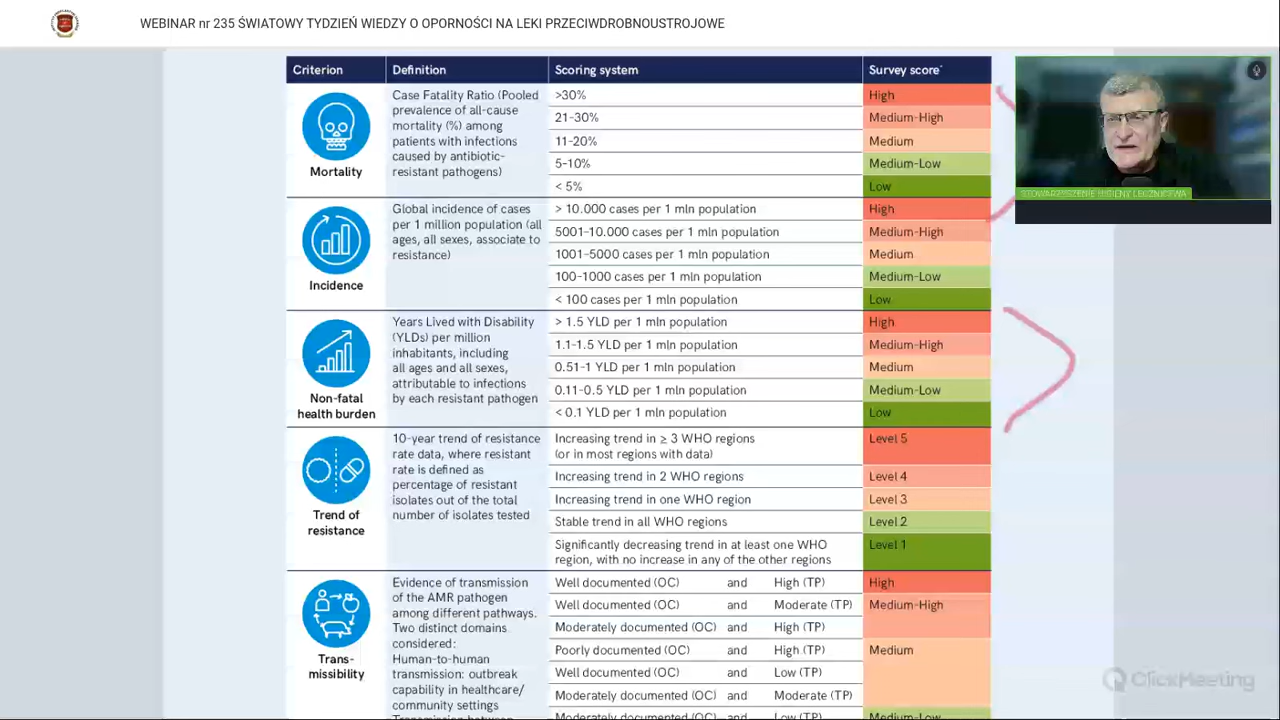 WEBINAR nr 235 ŚWIATOWY TYDZIEŃ WIEDZY O OPORNOŚCI NA LEKI PRZECIWDROBNOUSTROJOWE
Criterion Definition Scoring system Survey score*
Mortality
Case Fatality Ratio (Pooled
prevalence of all-cause
mortality (%) among
patients with infections
caused by antibiotic-
resistant pathogens)
>30% High
21-30% Medium-High
11-20% Medium
5-10% Medium-Low
< 5% Low
Incidence
Global incidence of cases
per 1 million population (all
ages, all sexes, associate to
resistance)
> 10.000 cases per 1 mln population High
5001-10.000 cases per 1 mln population Medium-High
1001-5000 cases per 1 mln population Medium
100-1000 cases per 1 mln population Medium-Low
< 100 cases per 1 mln population Low
Non-fatal
health burden
Years Lived with Disability
(YLDs) per million
inhabitants, including
all ages and all sexes,
attributable to infections
by each resistant pathogen
> 1.5 YLD per 1 mln population High
1.1-1.5 YLD per 1 mln population Medium-High
0.51-1 YLD per 1 mln population Medium
0.11-0.5 YLD per 1 mln population Medium-Low
< 0.1 YLD per 1 mln population Low
Trend of
resistance
10-year trend of resistance
rate data, where resistant
rate is defined as
percentage of resistant
isolates out of the total
number of isolates tested
Increasing trend in ≥ 3 WHO regions
(or in most regions with data) Level 5
Increasing trend in 2 WHO regions Level 4
Increasing trend in one WHO region Level 3
Stable trend in all WHO regions Level 2
Significantly decreasing trend in at least one WHO
region, with no increase in any of the other regions Level 1
Trans-
missibility
Evidence of transmission
of the AMR pathogen
among different pathways.
Two distinct domains
considered:
Human-to-human
transmission: outbreak
capability in healthcare/
community settings
Transmission between
Well documented (OC) and High (TP) High
Well documented (OC) and Moderate (TP) Medium-High
Moderately documented (OC) and High (TP)
Poorly documented (OC) and High (TP) Medium
Well documented (OC) and Low (TP)
Moderately documented (OC) and Moderate (TP)
Moderately documented (OC) and Low (TP) Medium-Low
STOWARZYSZENIE HIGIENY LECZNICTWA
ClickMeeting